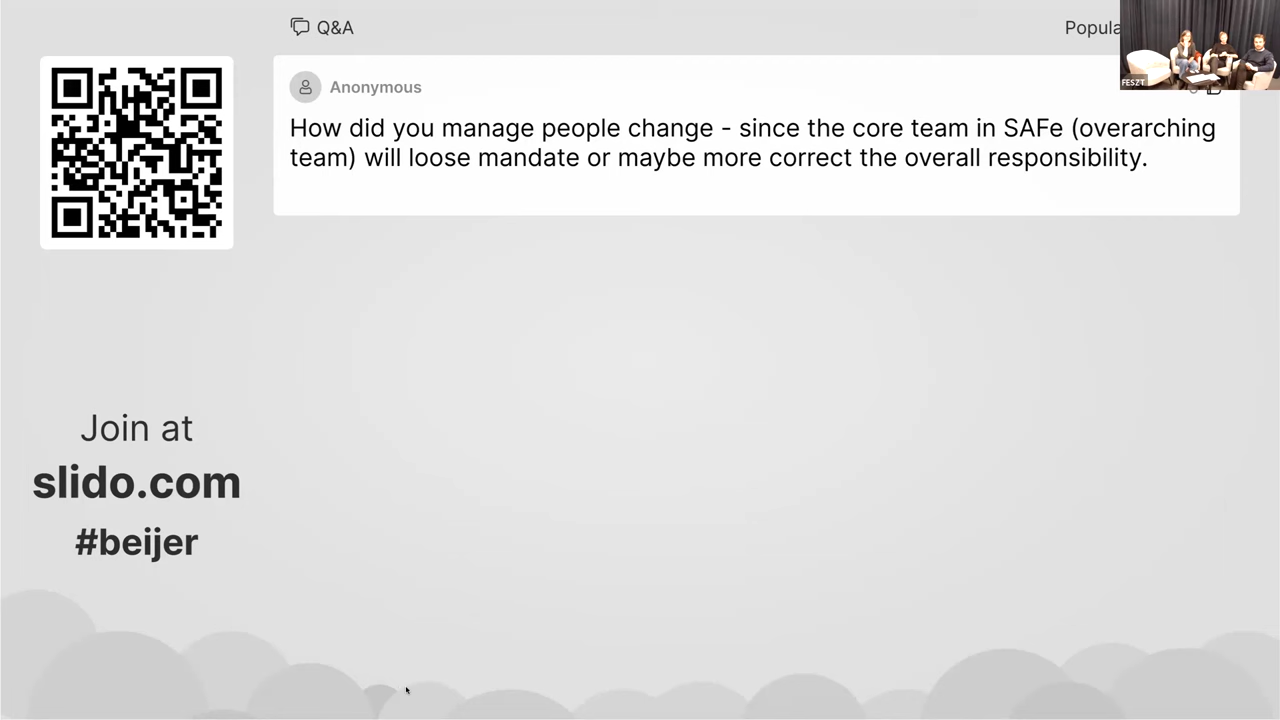 Q&A
Popula
FESZT
Anonymous
How did you manage people change - since the core team in SAFe (overarching
team) will loose mandate or maybe more correct the overall responsibility.
Join at
slido.com
#beijer